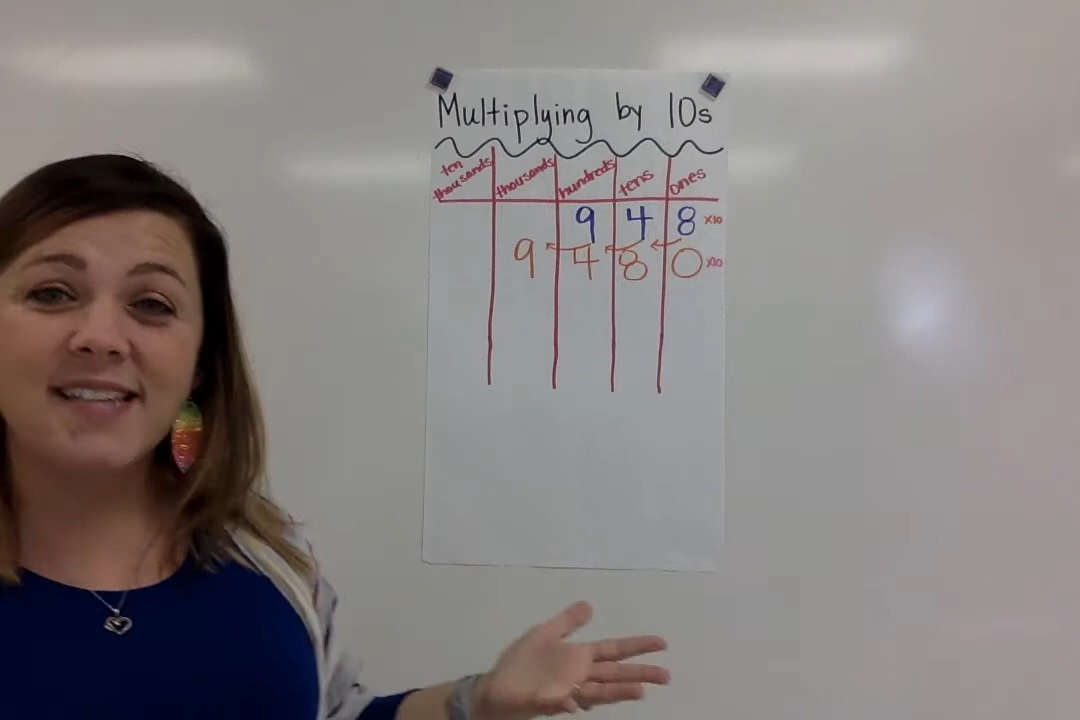 Multiplying by 10s
ten thousands thousands hundreds tens ones
9 4 8 x10
9 4 8 0 x10